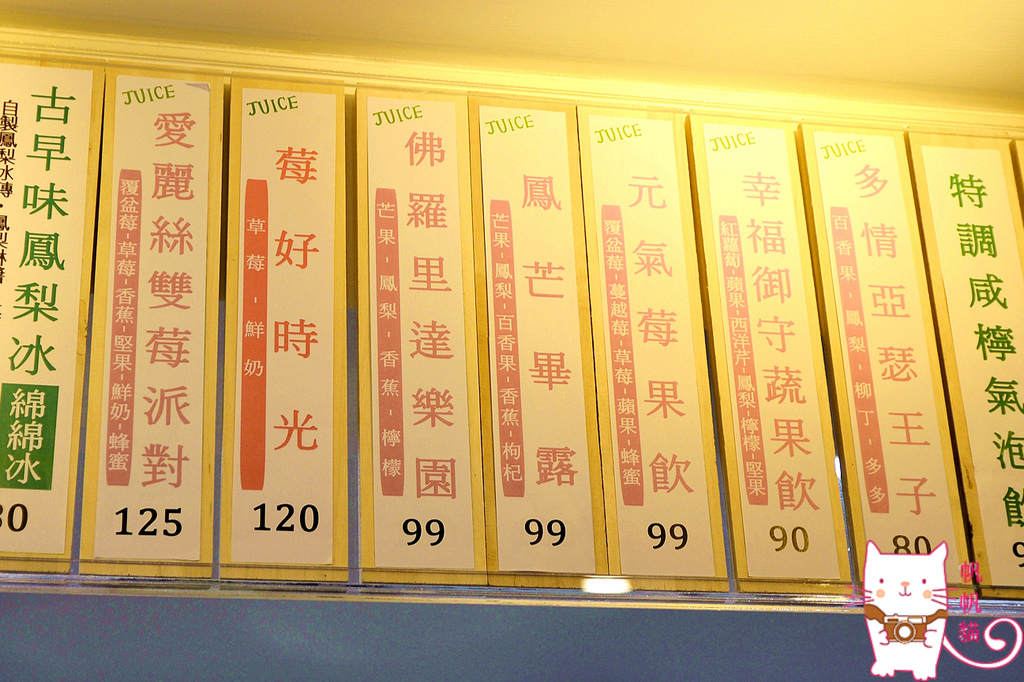 古早味鳳梨冰
綿綿冰
JUICE
愛麗絲雙莓派對
覆盆莓-草莓-香蕉-堅果-鮮奶-蜂蜜
125
JUICE
莓好時光
草莓-鮮奶
120
JUICE
佛羅里達樂園
芒果-鳳梨-香蕉-檸檬
99
JUICE
鳳芒畢露
芒果-鳳梨-百香果-香蕉-枸杞
99
JUICE
元氣莓果飲
覆盆莓-蔓越莓-草莓-蘋果-蜂蜜
99
JUICE
幸福御守蔬果飲
紅蘿蔔-蘋果-西洋芹-鳳梨-檸檬-堅果
90
JUICE
多情亞瑟王子
百香果-鳳梨-柳丁-多多
80
特調咸檸氣泡飲
帆帆貓